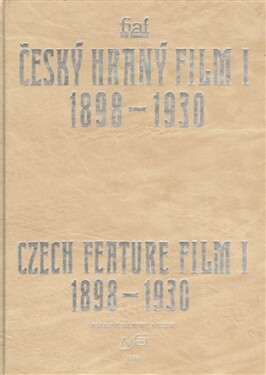 fiaf
ČESKÝ HRANÝ FILM I
1898–1930
CZECH FEATURE FILM I
1898–1930